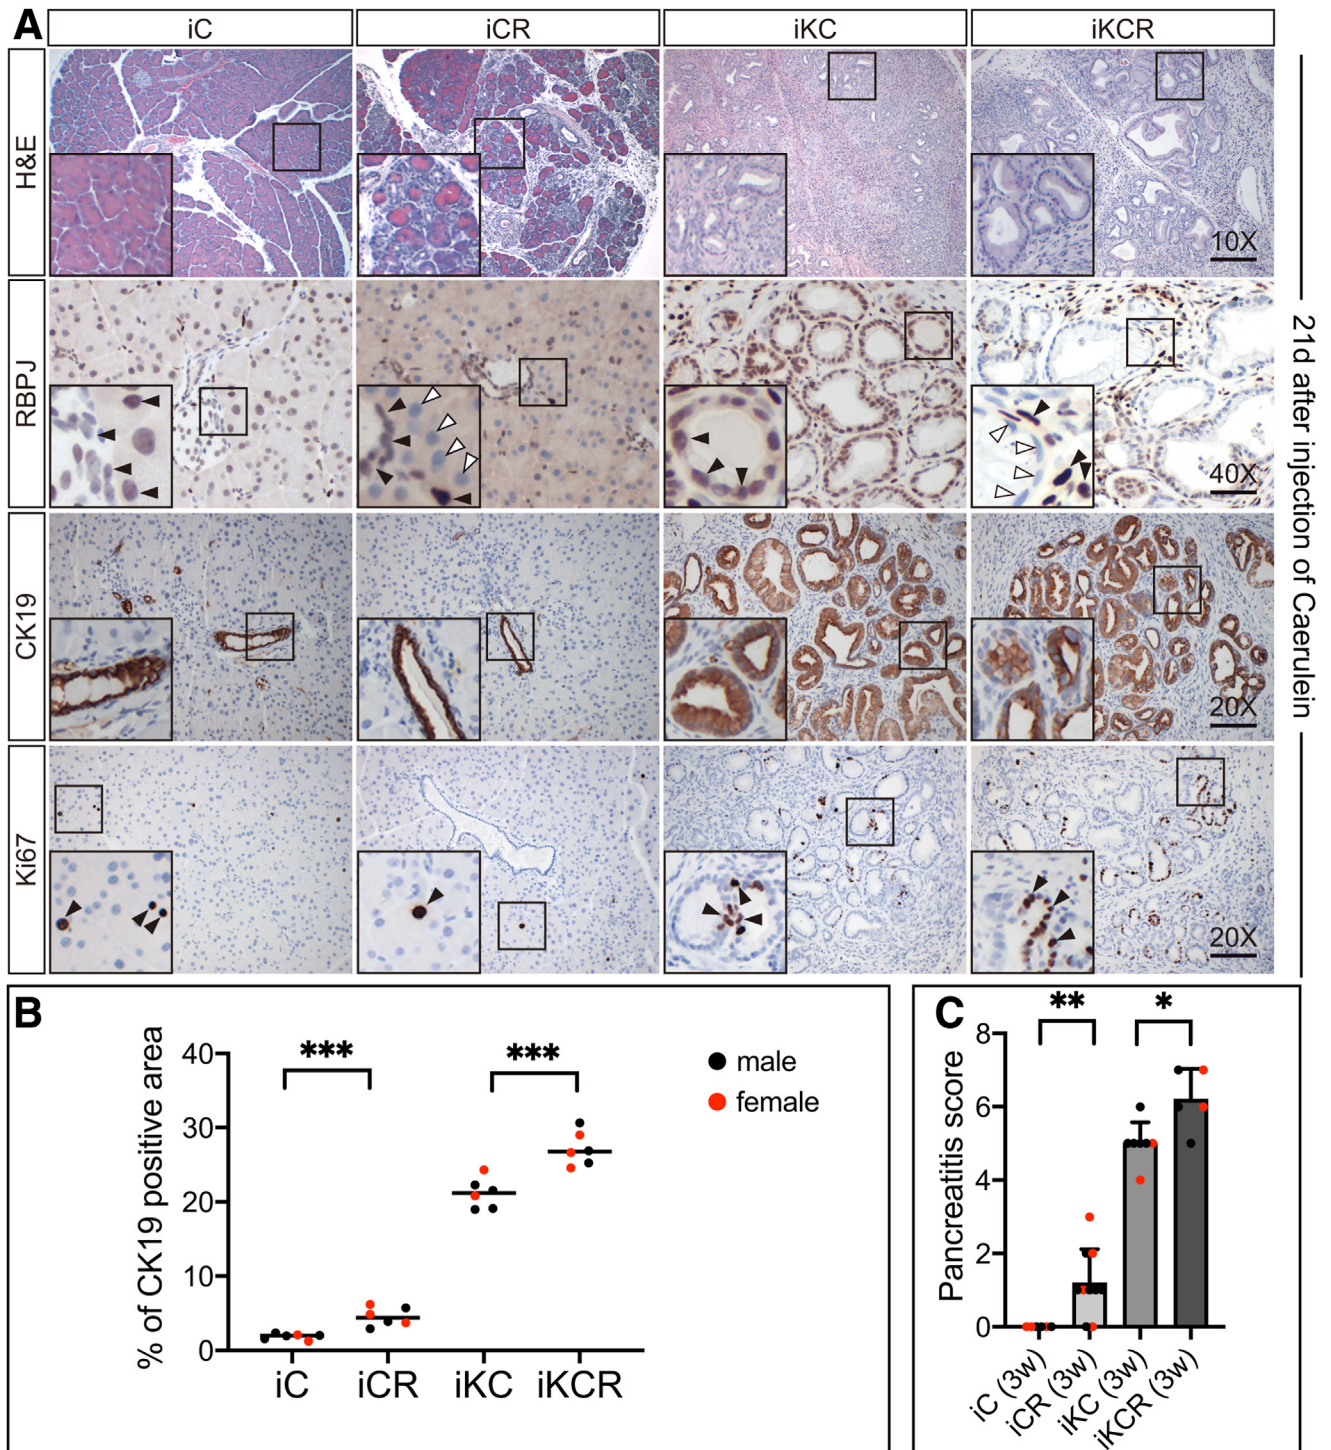 A
iC
iCR
iKC
iKCR
H&E
10X
RBPJ
40X
CK19
20X
Ki67
20X
21d after injection of Caerulein
B
% of CK19 positive area
40
30
20
10
0
***
***
male
female
iC
iCR
iKC
iKCR
C
Pancreatitis score
8
6
4
2
0
**
*
iC (3w)
iCR (3w)
iKC (3w)
iKCR (3w)